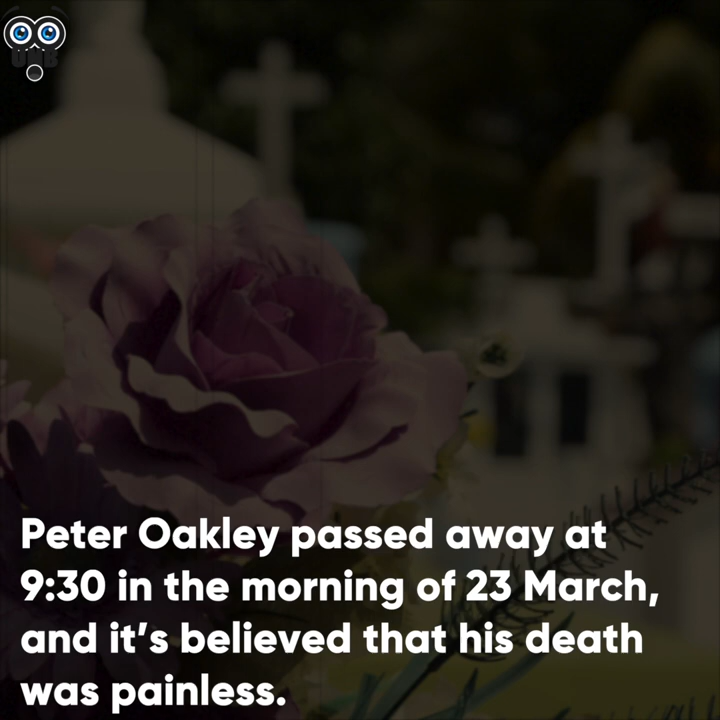 Peter Oakley passed away at
9:30 in the morning of 23 March,
and it's believed that his death
was painless.